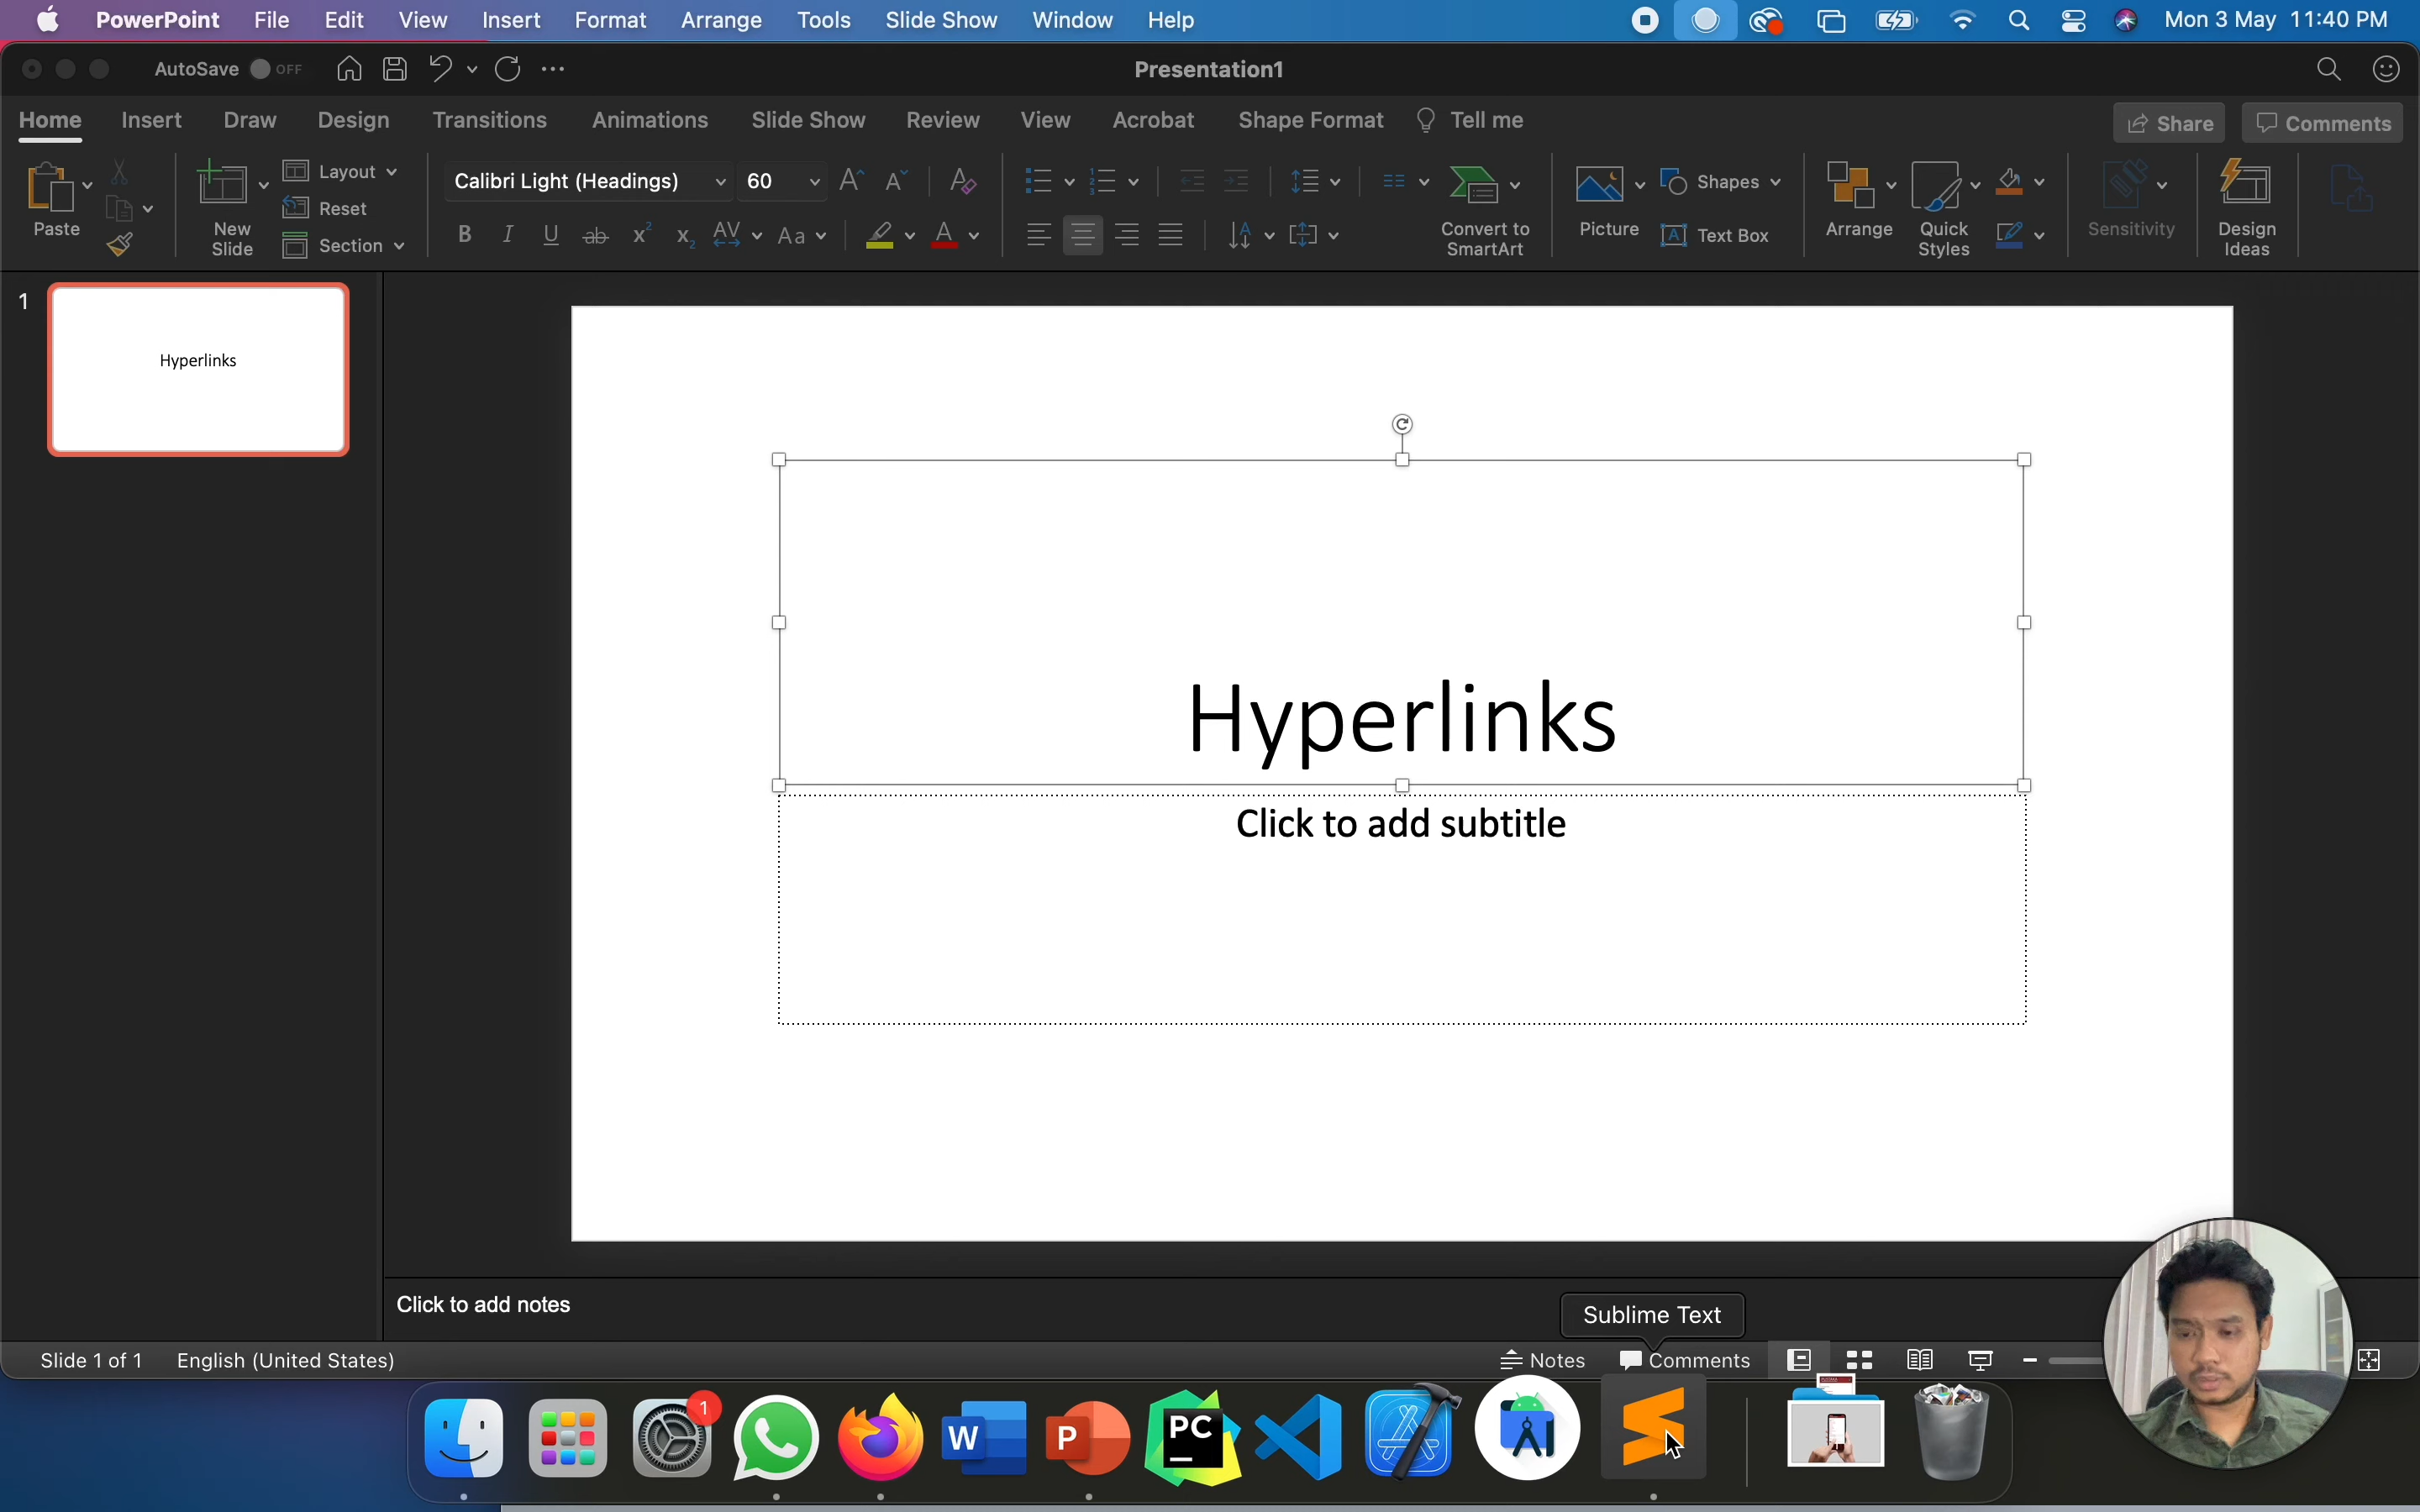 PowerPoint File Edit View Insert Format Arrange Tools Slide Show Window Help Mon 3 May 11:40 PM
AutoSave OFF Presentation1
Home Insert Draw Design Transitions Animations Slide Show Review View Acrobat Shape Format Tell me Share Comments
Paste
New
Slide
Layout
Reset
Section
Calibri Light (Headings) 60
Convert to
SmartArt
Picture
Shapes
Text Box
Arrange
Quick
Styles
Sensitivity
Design
Ideas
1
Hyperlinks
Hyperlinks
Click to add subtitle
Click to add notes
Sublime Text
Slide 1 of 1 English (United States) Notes Comments
1
W
P
PC